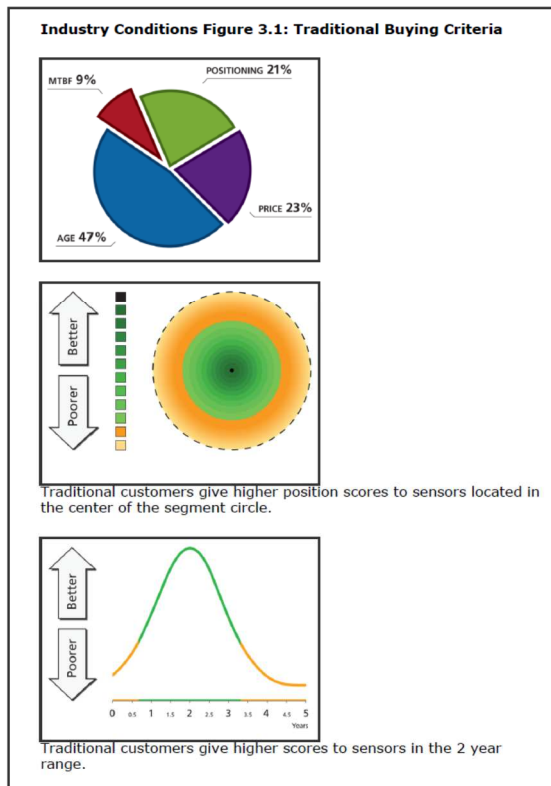 Industry Conditions Figure 3.1: Traditional Buying Criteria
MTBF 9%
POSITIONING 21%
PRICE 23%
AGE 47%
Better
Poorer
Traditional customers give higher position scores to sensors located in
the center of the segment circle.
Better
Poorer
0 0.5 1 1.5 2 2.5 3 3.5 4 4.5 5
Years
Traditional customers give higher scores to sensors in the 2 year
range.